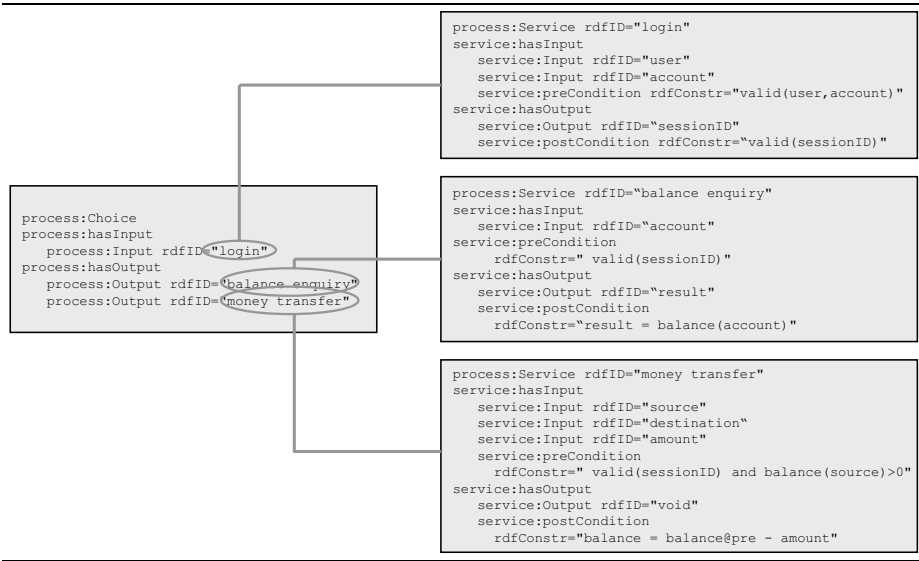 process:Service rdfID="login"
service:hasInput
service:Input rdfID="user"
service:Input rdfID="account"
service:preCondition rdfConstr="valid(user,account)"
service:hasOutput
service:Output rdfID=“sessionID"
service:postCondition rdfConstr=“valid(sessionID)"
process:Choice
process:hasInput
process:Input rdfID="login"
process:hasOutput
process:Output rdfID="balance enquiry"
process:Output rdfID="money transfer"
process:Service rdfID=“balance enquiry"
service:hasInput
service:Input rdfID=“account"
service:preCondition
rdfConstr=" valid(sessionID)"
service:hasOutput
service:Output rdfID=“result"
service:postCondition
rdfConstr=“result = balance(account)"
process:Service rdfID="money transfer"
service:hasInput
service:Input rdfID="source"
service:Input rdfID="destination“
service:Input rdfID="amount"
service:preCondition
rdfConstr=" valid(sessionID) and balance(source)>0"
service:hasOutput
service:Output rdfID="void"
service:postCondition
rdfConstr="balance = balance@pre - amount"